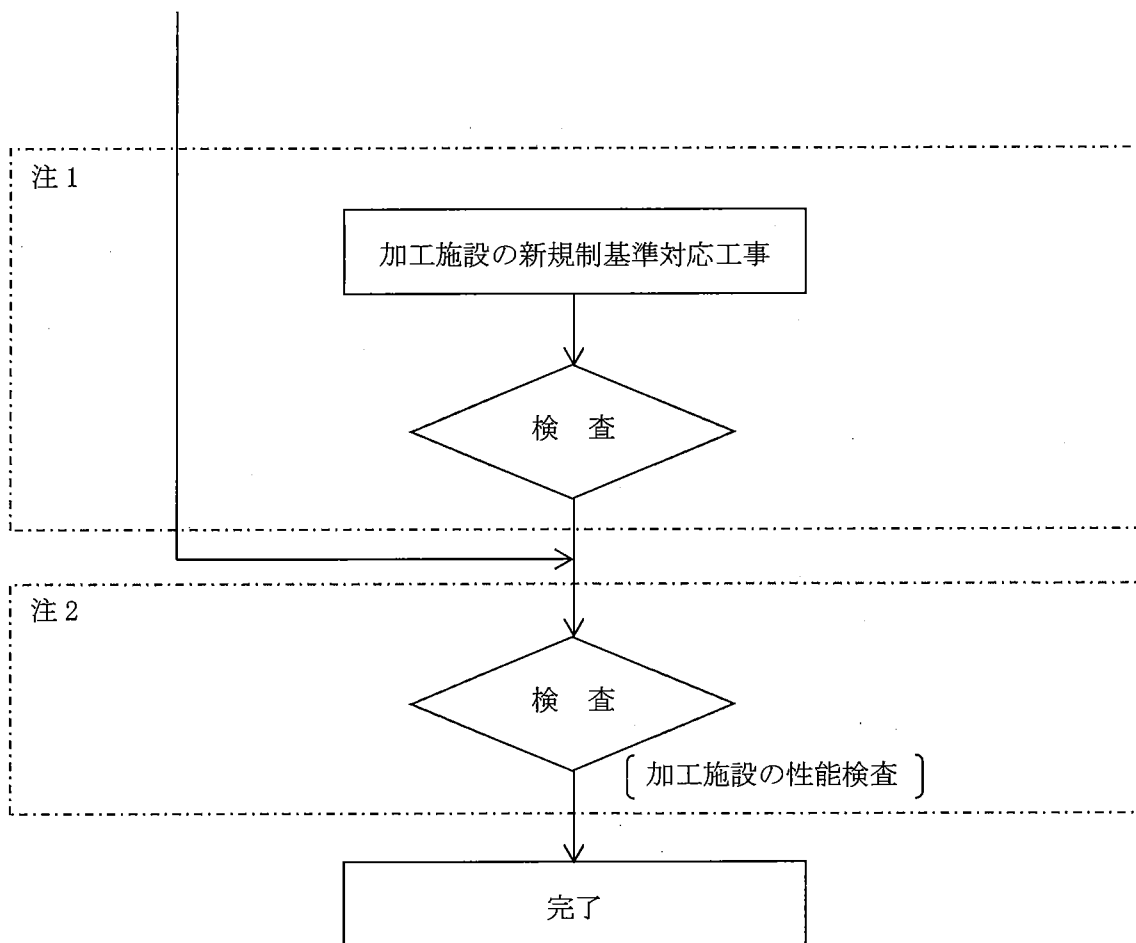 注1
加工施設の新規制基準対応工事
検　査
注2
検　査
〔 加工施設の性能検査 〕
完了